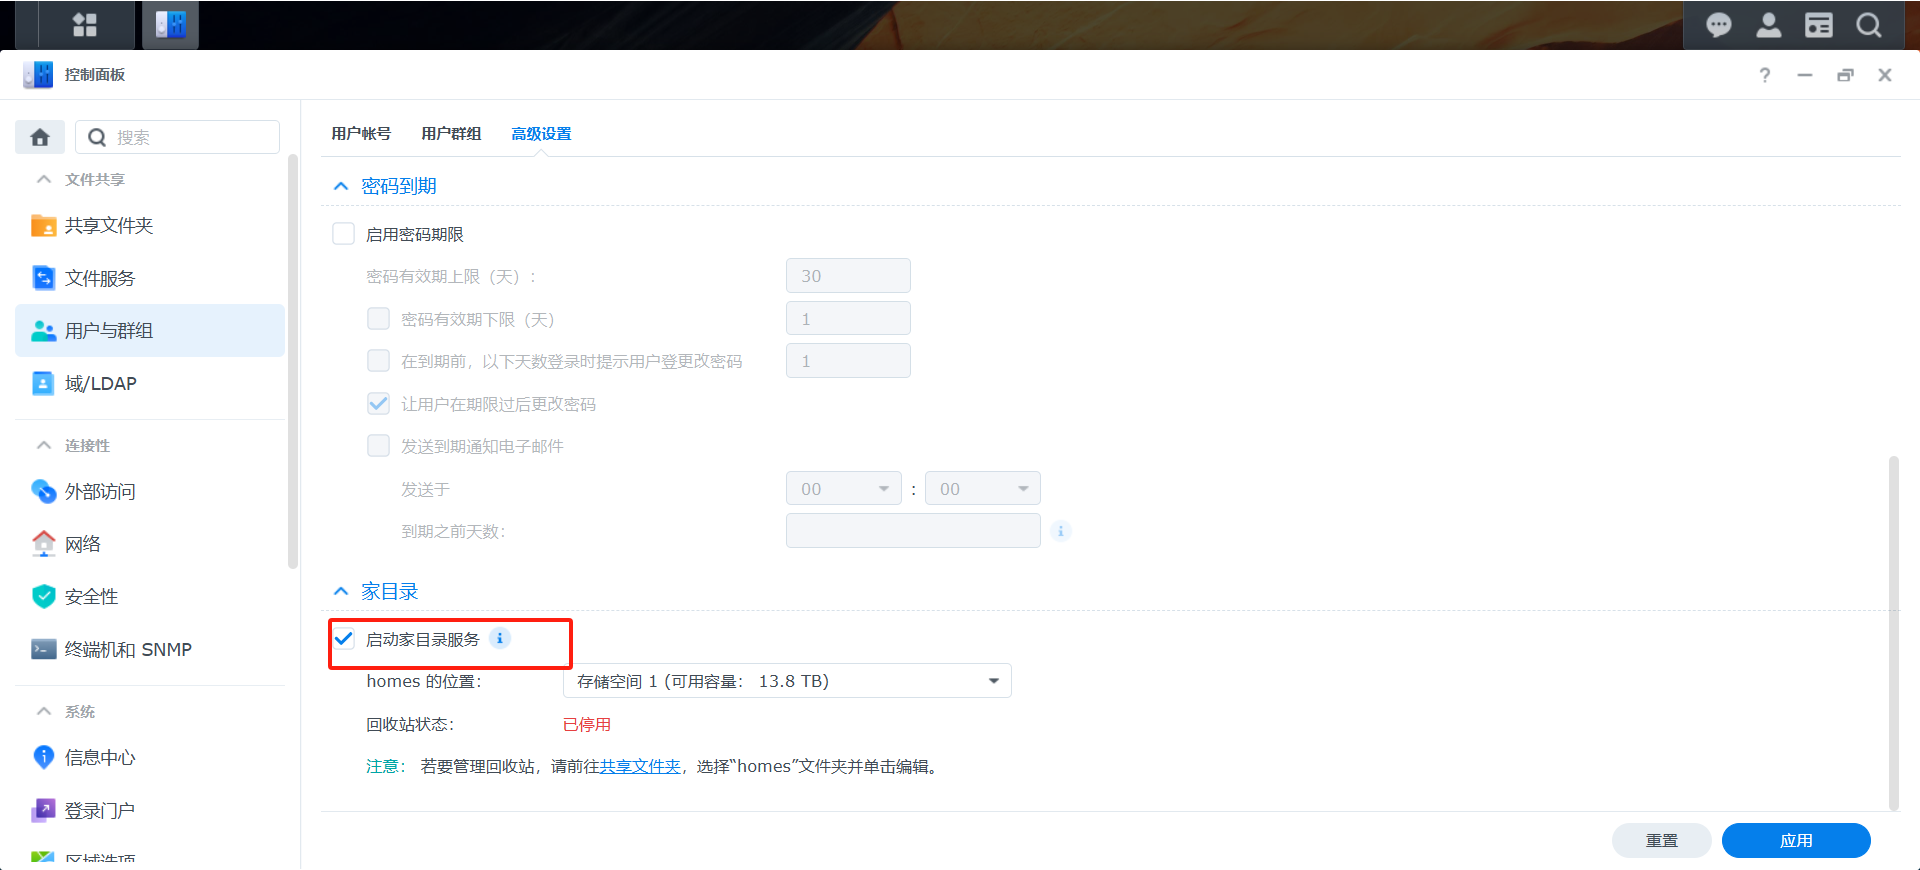 控制面板
搜索
文件共享
共享文件夹
文件服务
用户与群组
域/LDAP
连接性
外部访问
网络
安全性
终端机和 SNMP
系统
信息中心
登录门户
区域选项
用户帐号 用户群组 高级设置
密码到期
启用密码期限
密码有效期上限（天）: 30
密码有效期下限（天） 1
在到期前，以下天数登录时提示用户登更改密码 1
让用户在期限过后更改密码
发送到期通知电子邮件
发送于 00 : 00
到期之前天数:
家目录
启动家目录服务
homes 的位置: 存储空间 1 (可用容量: 13.8 TB)
回收站状态: 已停用
注意: 若要管理回收站，请前往共享文件夹，选择“homes”文件夹并单击编辑。
重置 应用